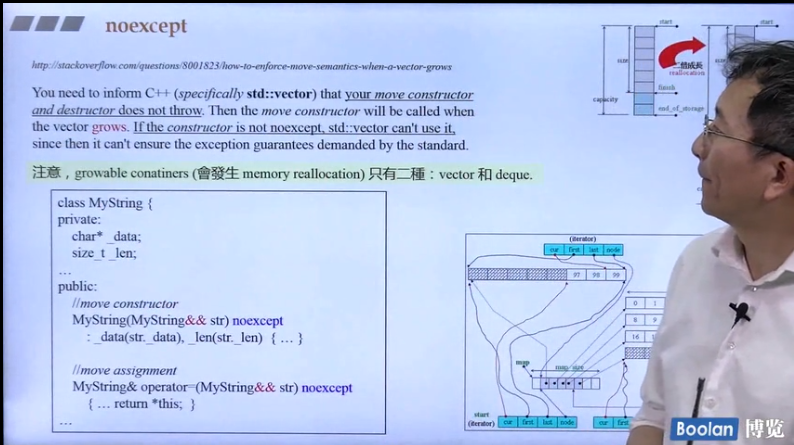 noexcept
http://stackoverflow.com/questions/8001823/how-to-enforce-move-semantics-when-a-vector-grows
You need to inform C++ (specifically std::vector) that your move constructor
and destructor does not throw. Then the move constructor will be called when
the vector grows. If the constructor is not noexcept, std::vector can't use it,
since then it can't ensure the exception guarantees demanded by the standard.
注意，growable conatiners (會發生 memory reallocation) 只有二種：vector 和 deque.
class MyString {
private:
char* _data;
size_t _len;
...
public:
//move constructor
MyString(MyString&& str) noexcept
: _data(str._data), _len(str._len) { ... }
//move assignment
MyString& operator=(MyString&& str) noexcept
{ ... return *this; }
...
start
size
capacity
finish
end_of_storage
二倍成長
reallocation
start
size
(iterator)
cur first last node
97 98 99
0 1
8 9
16 1
map
map size
start
(iterator)
cur first last node
cur first
Boolan 博览